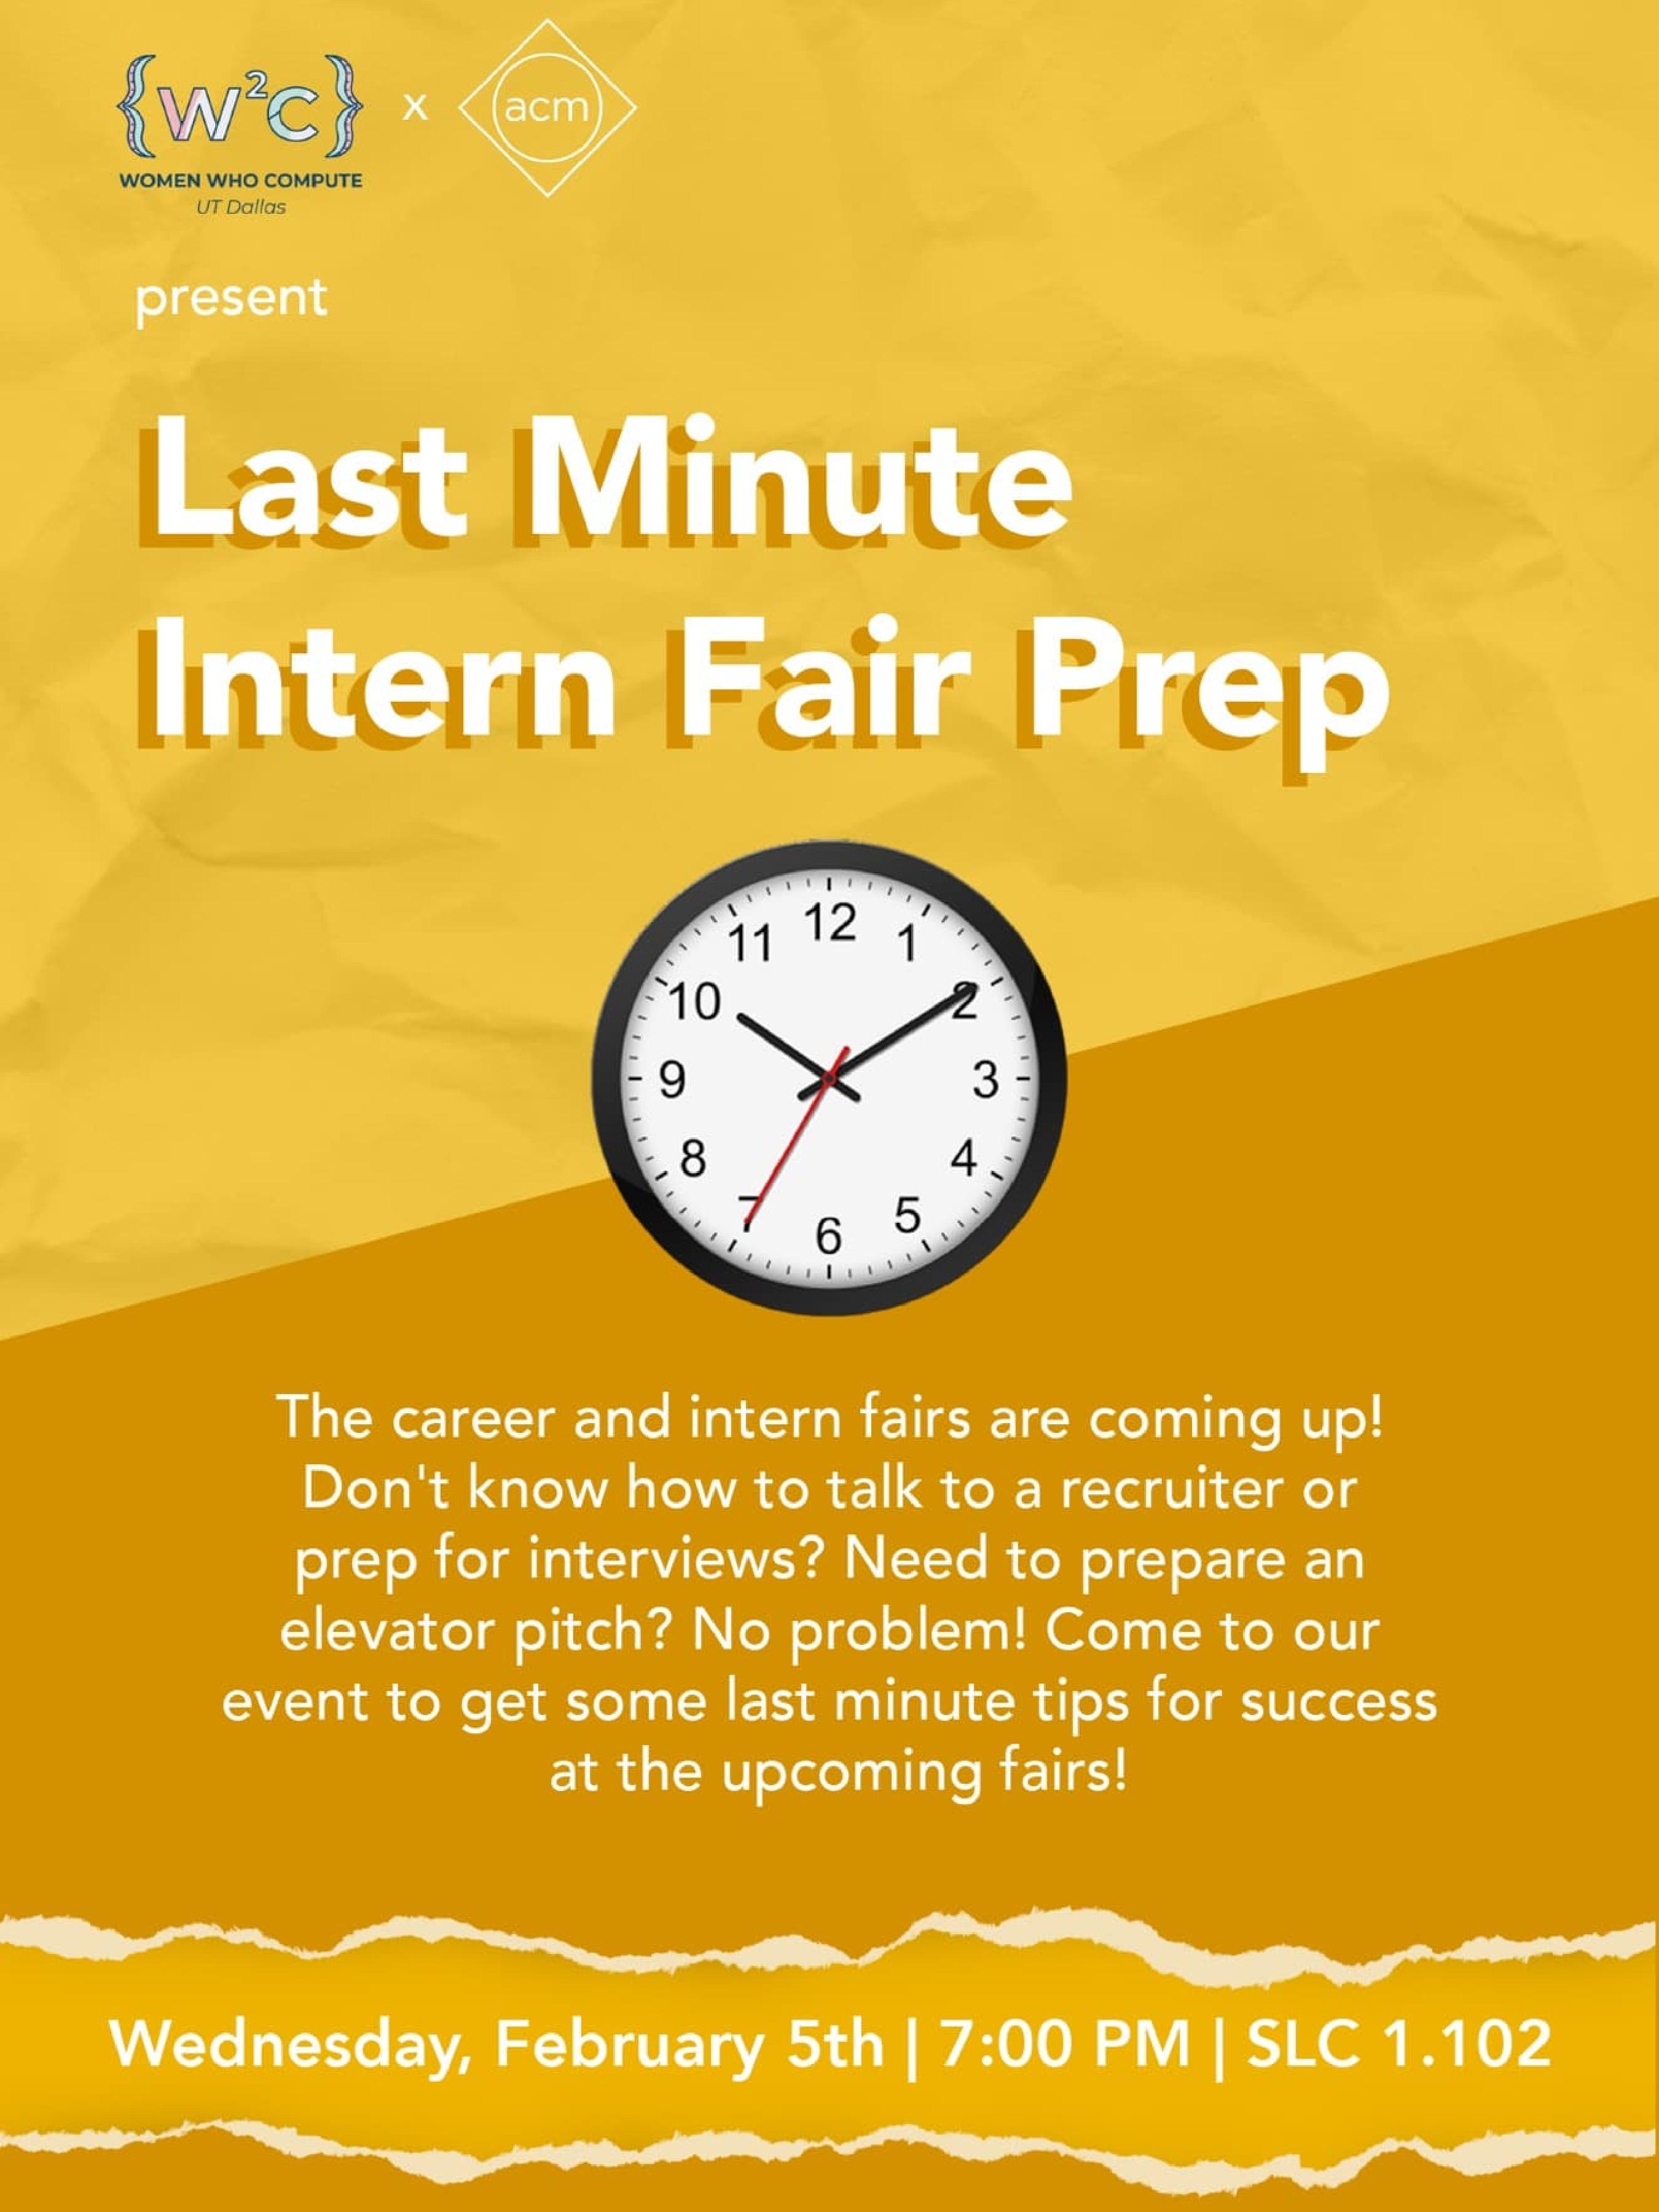 {W²C} x acm
WOMEN WHO COMPUTE
UT Dallas
present
Last Minute
Intern Fair Prep
12
11 1
10 2
9 3
8 4
7 5
6
The career and intern fairs are coming up!
Don't know how to talk to a recruiter or
prep for interviews? Need to prepare an
elevator pitch? No problem! Come to our
event to get some last minute tips for success
at the upcoming fairs!
Wednesday, February 5th | 7:00 PM | SLC 1.102